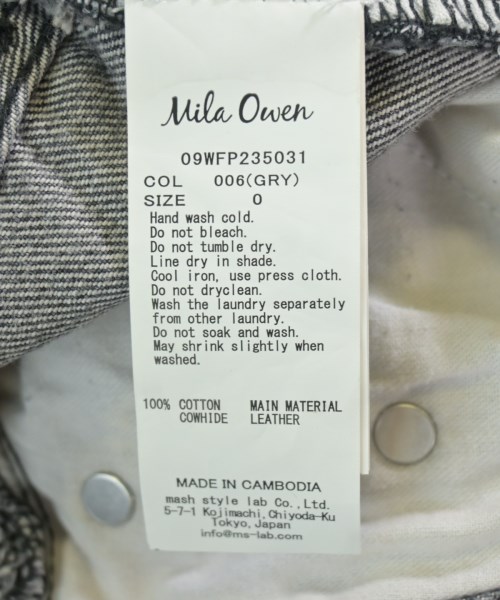 Mila Owen
09WFP235031
COL 006(GRY)
SIZE 0
Hand wash cold.
Do not bleach.
Do not tumble dry.
Line dry in shade.
Cool iron, use press cloth.
Do not dryclean.
Wash the laundry separately
from other laundry.
Do not soak and wash.
May shrink slightly when
washed.
100% COTTON MAIN MATERIAL
COWHIDE LEATHER
MADE IN CAMBODIA
mash style lab Co.,Ltd.
5-7-1 Kojimachi,Chiyoda-Ku
Tokyo,Japan
info@ms-lab.com